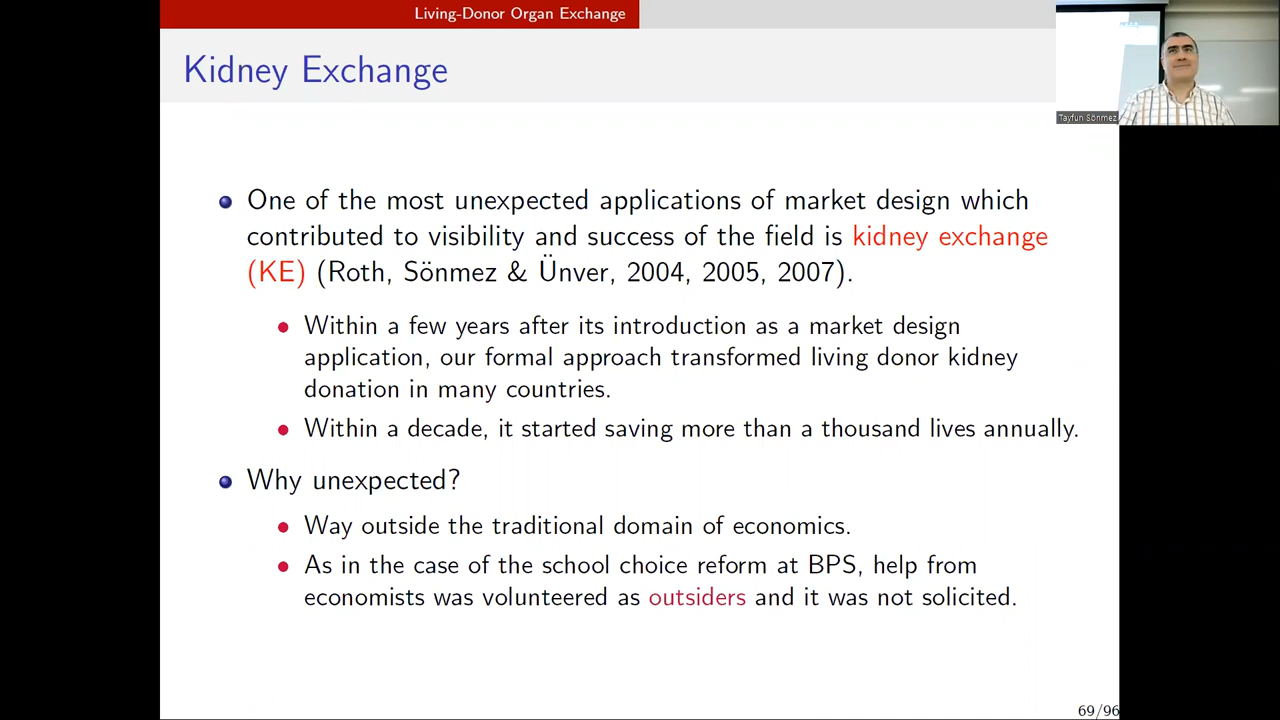 Living-Donor Organ Exchange
Kidney Exchange
Tayfun Sönmez
One of the most unexpected applications of market design which
contributed to visibility and success of the field is kidney exchange
(KE) (Roth, Sönmez & Ünver, 2004, 2005, 2007).
Within a few years after its introduction as a market design
application, our formal approach transformed living donor kidney
donation in many countries.
Within a decade, it started saving more than a thousand lives annually.
Why unexpected?
Way outside the traditional domain of economics.
As in the case of the school choice reform at BPS, help from
economists was volunteered as outsiders and it was not solicited.
69/96